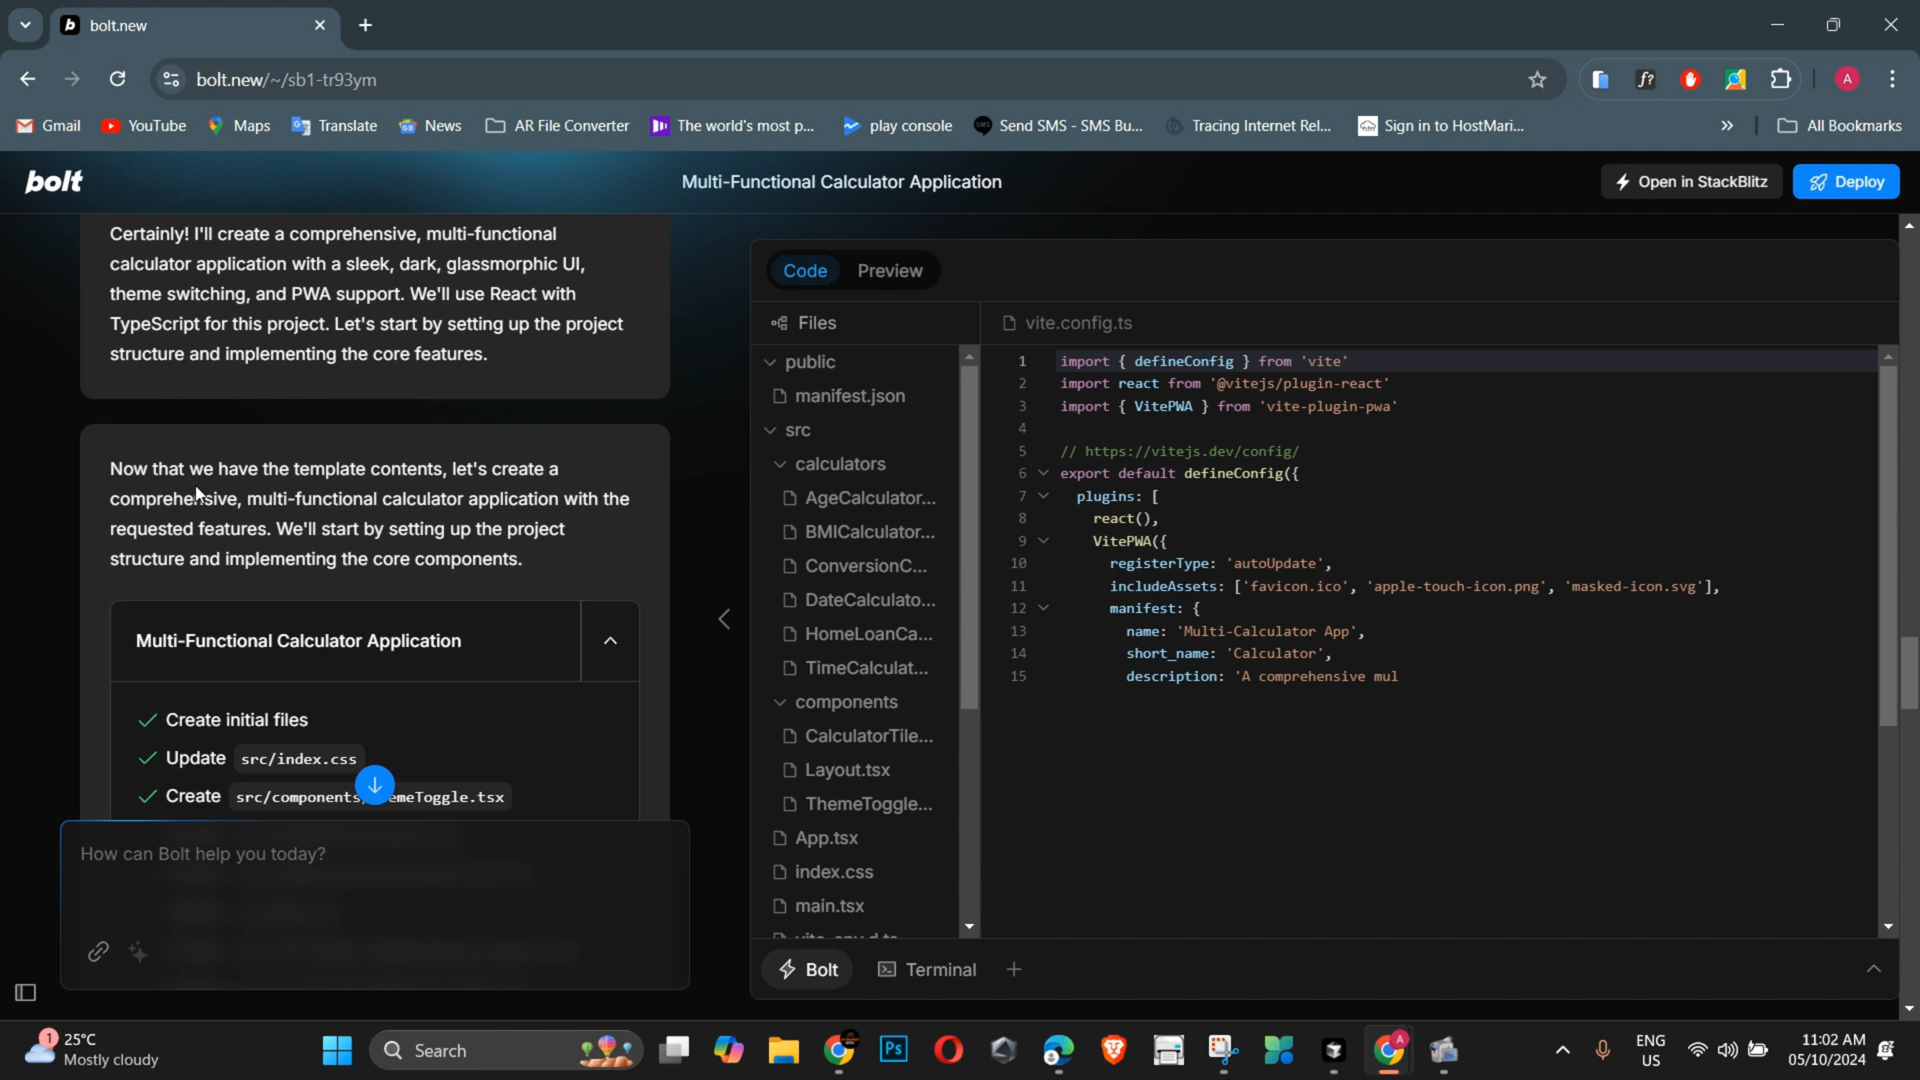 bolt.new
bolt.new/~/sb1-tr93ym
A
Gmail
YouTube
Maps
Translate
News
AR File Converter
The world's most p...
play console
Send SMS - SMS Bu...
Tracing Internet Rel...
Sign in to HostMari...
»
All Bookmarks
bolt
Multi-Functional Calculator Application
Open in StackBlitz
Deploy
Certainly! I'll create a comprehensive, multi-functional
calculator application with a sleek, dark, glassmorphic UI,
theme switching, and PWA support. We'll use React with
TypeScript for this project. Let's start by setting up the project
structure and implementing the core features.
Now that we have the template contents, let's create a
comprehensive, multi-functional calculator application with the
requested features. We'll start by setting up the project
structure and implementing the core components.
Multi-Functional Calculator Application
Create initial files
Update src/index.css
Create src/components emeToggle.tsx
How can Bolt help you today?
Code
Preview
Files
public
manifest.json
src
calculators
AgeCalculator...
BMICalculator...
ConversionC...
DateCalculato...
HomeLoanCa...
TimeCalculat...
components
CalculatorTile...
Layout.tsx
ThemeToggle...
App.tsx
index.css
main.tsx
vite.config.ts
1 import { defineConfig } from 'vite'
2 import react from '@vitejs/plugin-react'
3 import { VitePWA } from 'vite-plugin-pwa'
4
5 // https://vitejs.dev/config/
6 export default defineConfig({
7 plugins: [
8 react(),
9 VitePWA({
10 registerType: 'autoUpdate',
11 includeAssets: ['favicon.ico', 'apple-touch-icon.png', 'masked-icon.svg'],
12 manifest: {
13 name: 'Multi-Calculator App',
14 short_name: 'Calculator',
15 description: 'A comprehensive mul
Bolt
Terminal
1
25°C
Mostly cloudy
Search
Ps
A
ENG
US
11:02 AM
05/10/2024